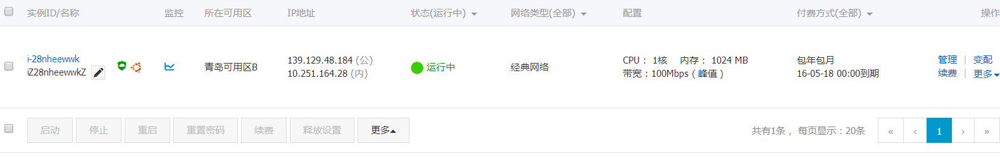 实例ID/名称 监控 所在可用区 IP地址 状态(运行中) 网络类型(全部) 配置 付费方式(全部) 操作
i-28nheewwk
iZ28nheewwkZ
青岛可用区B
139.129.48.184 (公)
10.251.164.28 (内)
运行中
经典网络
CPU： 1核 内存： 1024 MB
带宽：100Mbps（峰值）
包年包月
16-05-18 00:00到期
管理 | 变配
续费 | 更多
启动 停止 重启 重置密码 续费 释放设置 更多 共有1条， 每页显示：20条 « ‹ 1 › »